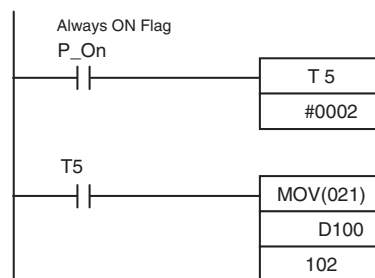 Always ON Flag
P_On
T 5
#0002
T5
MOV(021)
D100
102